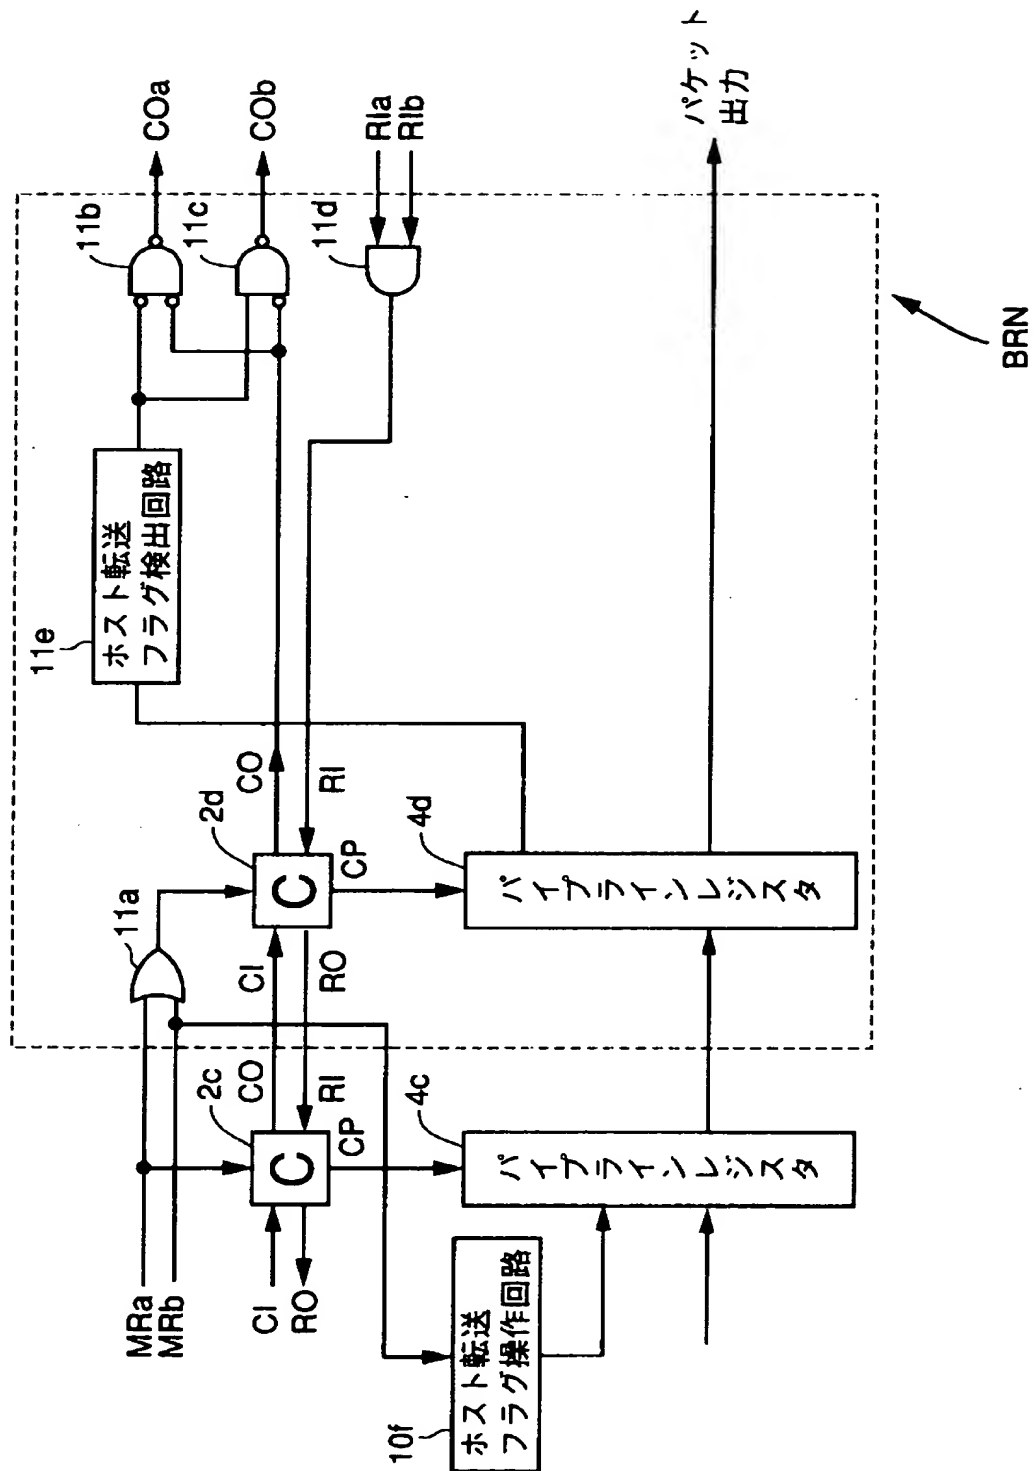 MRa
MRb
CI
RO
10f
ホスト転送
フラグ操作回路
2c
C
CO
RI
CP
4c
パイプラインレジスタ
CI
RO
11a
2d
C
CO
RI
CP
4d
パイプラインレジスタ
11e
ホスト転送
フラグ検出回路
11b
11c
11d
COa
COb
RIa
RIb
パケット
出力
BRN